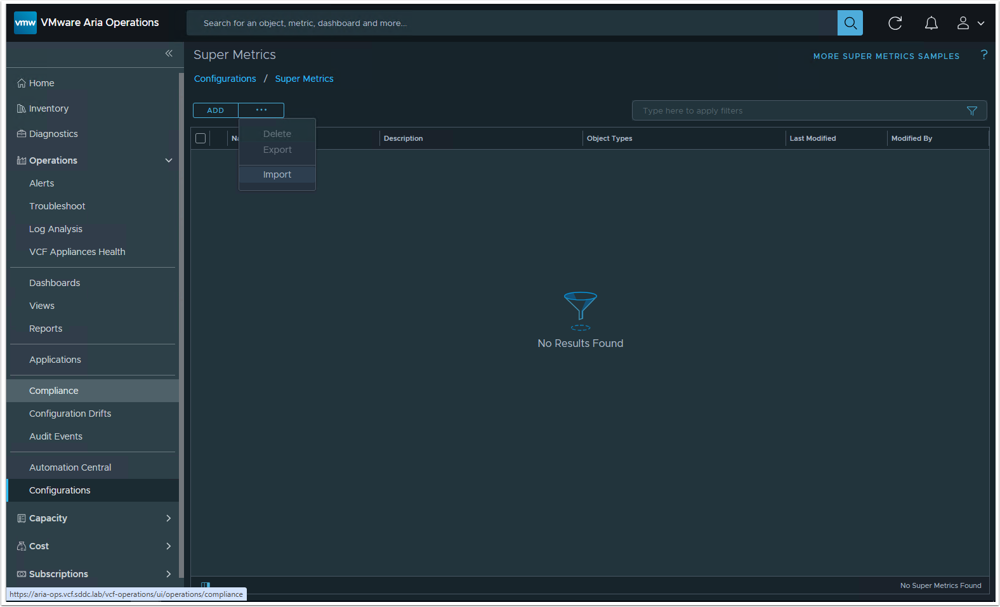 vmw VMware Aria Operations
Search for an object, metric, dashboard and more...
Super Metrics
MORE SUPER METRICS SAMPLES ?
Configurations / Super Metrics
ADD ...
Type here to apply filters
Delete
Export
Import
Description Object Types Last Modified Modified By
Home
Inventory
Diagnostics
Operations
Alerts
Troubleshoot
Log Analysis
VCF Appliances Health
Dashboards
Views
Reports
Applications
Compliance
Configuration Drifts
Audit Events
Automation Central
Configurations
Capacity
Cost
Subscriptions
No Results Found
No Super Metrics Found
https://aria-ops.vcf.sddc.lab/vcf-operations/ui/operations/compliance